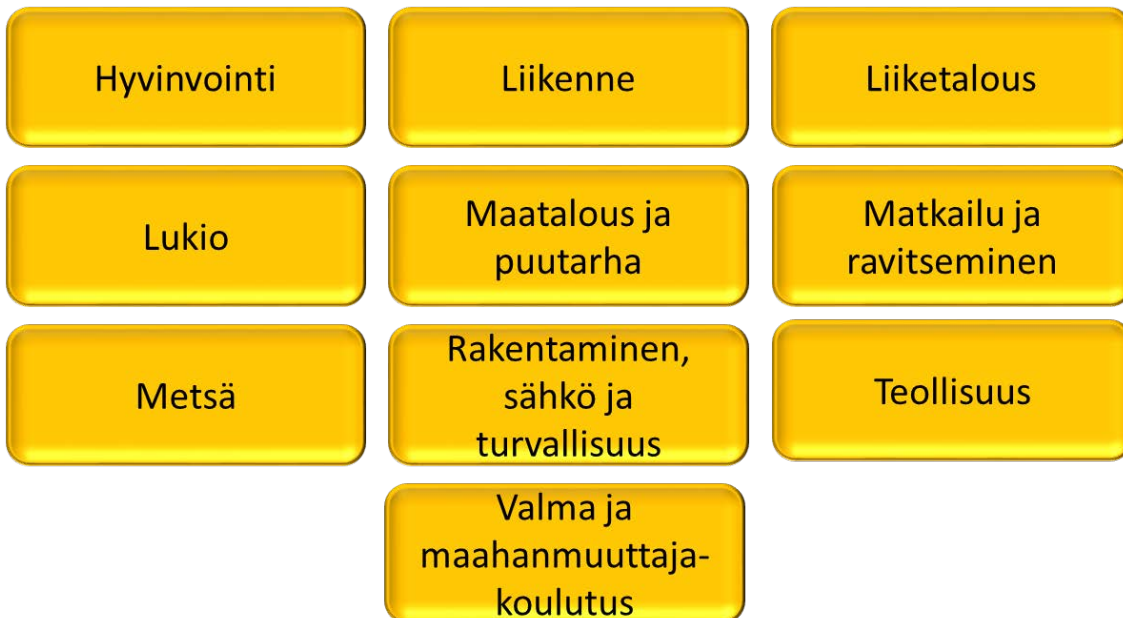 Hyvinvointi
Liikenne
Liiketalous
Lukio
Maatalous ja
puutarha
Matkailu ja
ravitseminen
Metsä
Rakentaminen,
sähkö ja
turvallisuus
Teollisuus
Valma ja
maahanmuuttaja-
koulutus